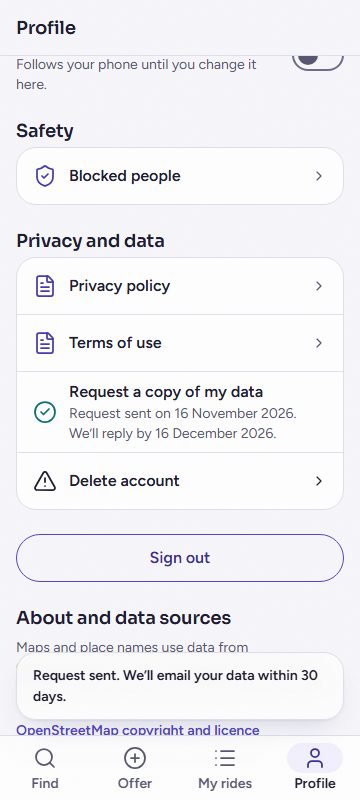 Profile
Follows your phone until you change it
here.
Safety
Blocked people
Privacy and data
Privacy policy
Terms of use
Request a copy of my data
Request sent on 16 November 2026.
We’ll reply by 16 December 2026.
Delete account
Sign out
About and data sources
Maps and place names use data from
Request sent. We’ll email your data within 30
days.
OpenStreetMap copyright and licence
Find
Offer
My rides
Profile